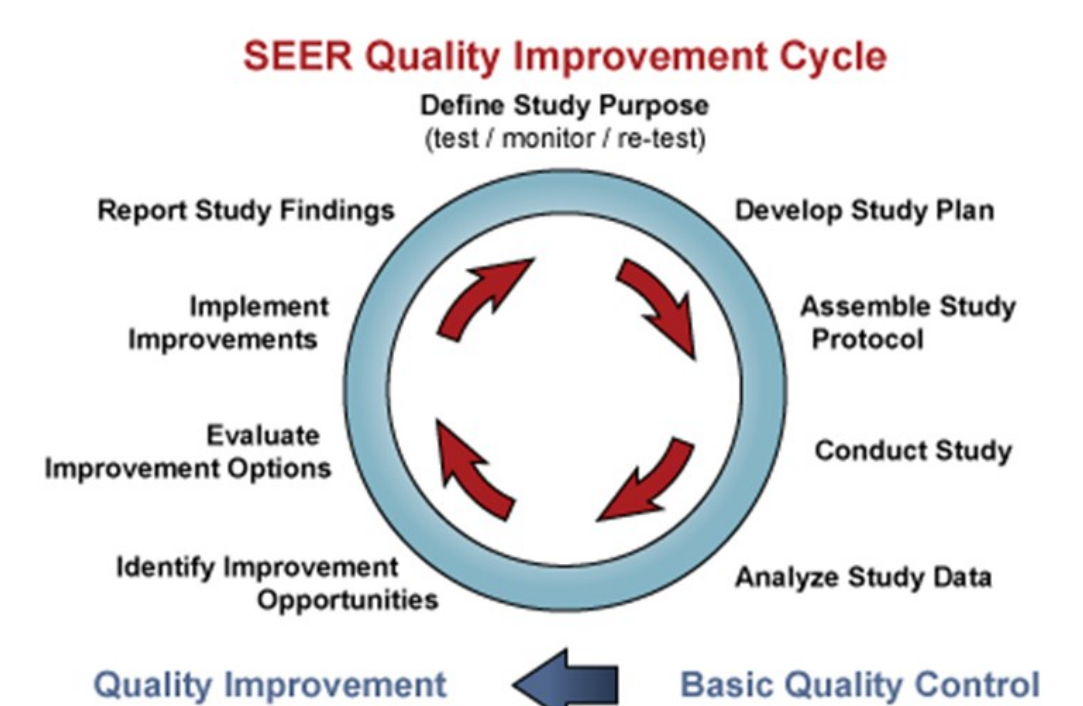 SEER Quality Improvement Cycle
Define Study Purpose
(test / monitor / re-test)
Develop Study Plan
Assemble Study
Protocol
Conduct Study
Analyze Study Data
Identify Improvement
Opportunities
Evaluate
Improvement Options
Implement
Improvements
Report Study Findings
Quality Improvement
Basic Quality Control